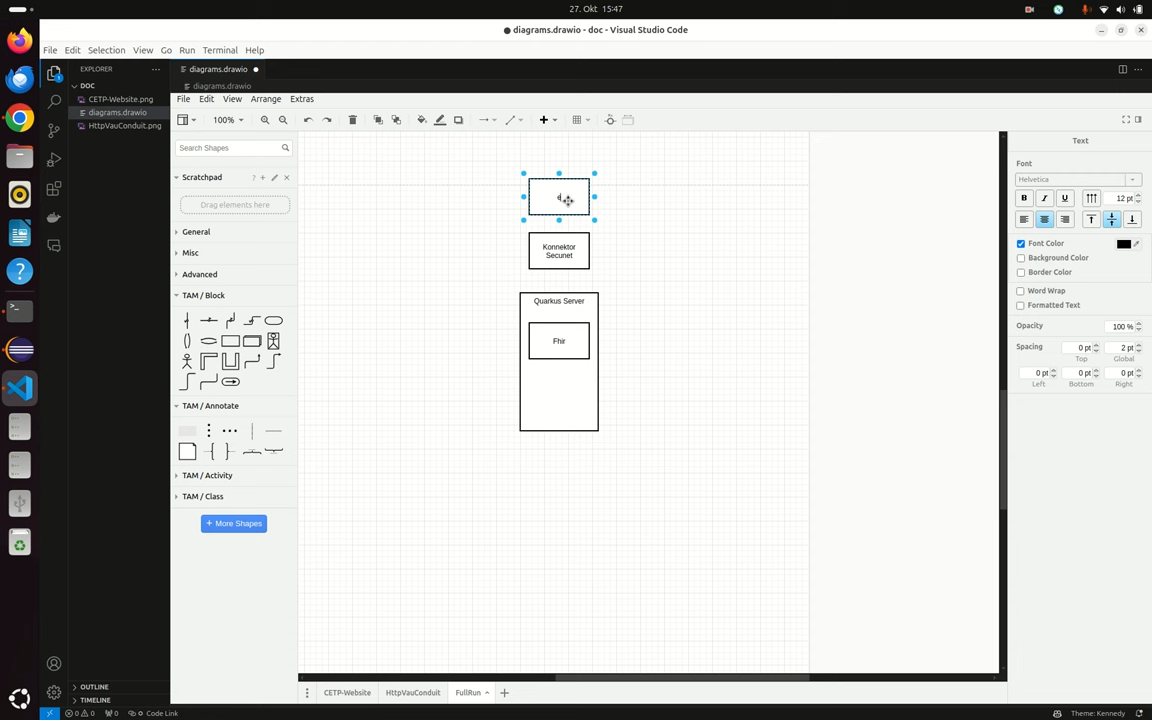 27. Okt 15:47
diagrams.drawio - doc - Visual Studio Code
File Edit Selection View Go Run Terminal Help
EXPLORER
diagrams.drawio
DOC
diagrams.drawio
CETP-Website.png
diagrams.drawio
HttpVauConduit.png
File Edit View Arrange Extras
100%
Search Shapes
Scratchpad
Drag elements here
General
Misc
Advanced
TAM / Block
TAM / Annotate
TAM / Activity
TAM / Class
+ More Shapes
Konnektor
Secunet
Quarkus Server
Fhir
Text
Font
Helvetica
B I U 12 pt
Font Color
Background Color
Border Color
Word Wrap
Formatted Text
Opacity 100 %
Spacing 0 pt 2 pt
Top Global
0 pt 0 pt 0 pt
Left Bottom Right
CETP-Website HttpVauConduit FullRun
OUTLINE
TIMELINE
0 0 0 Code Link
Theme: Kennedy